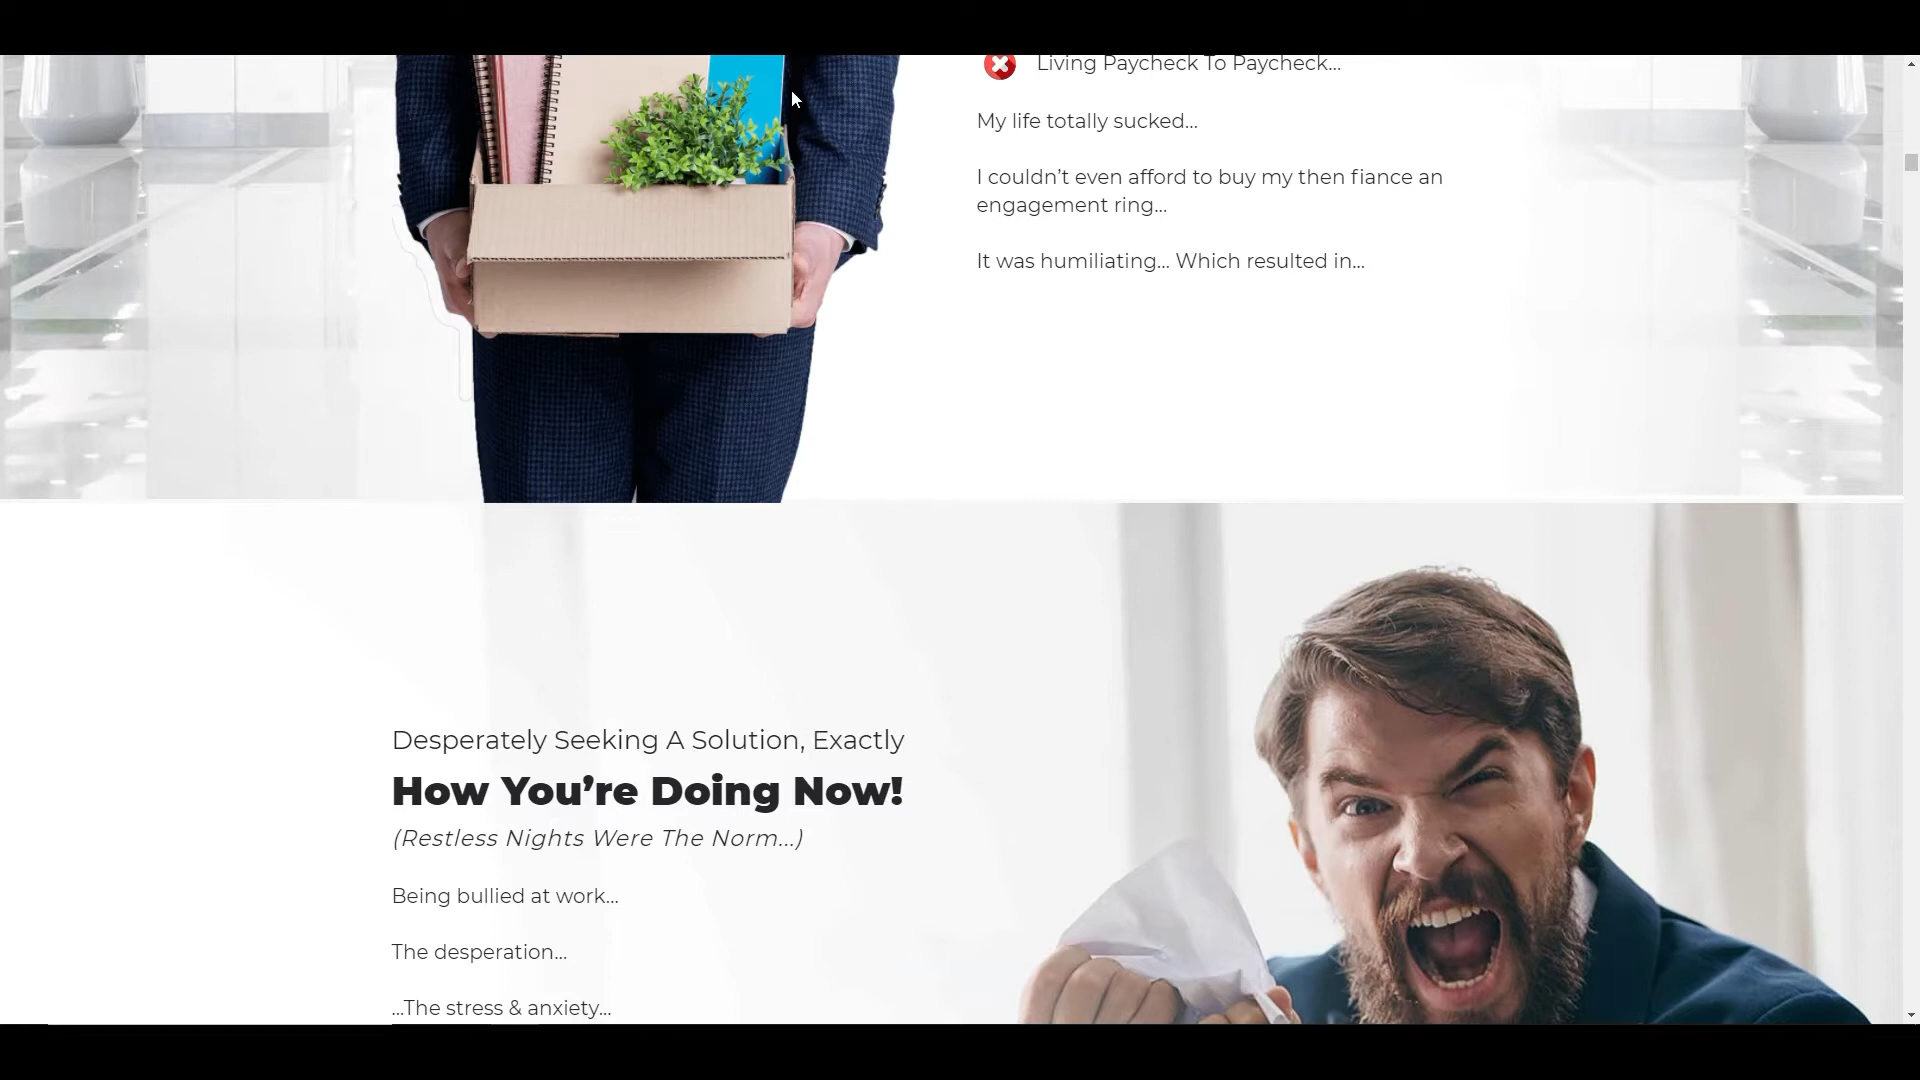 Living Paycheck To Paycheck...
My life totally sucked...
I couldn’t even afford to buy my then fiance an
engagement ring...
It was humiliating... Which resulted in...
Desperately Seeking A Solution, Exactly
How You’re Doing Now!
(Restless Nights Were The Norm...)
Being bullied at work...
The desperation...
...The stress & anxiety...